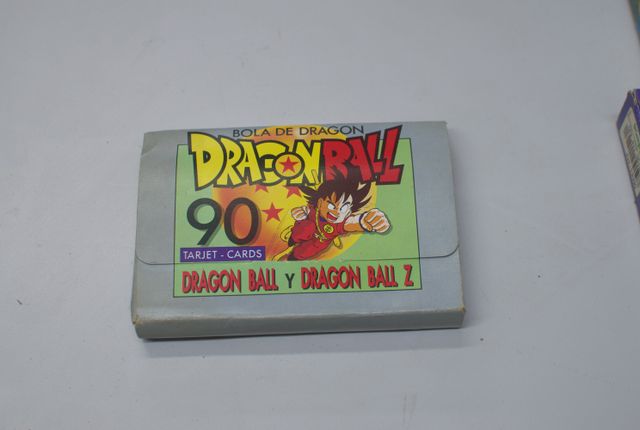 BOLA DE DRAGON
DRAGON BALL
90
TARJET - CARDS
DRAGON BALL Y DRAGON BALL Z